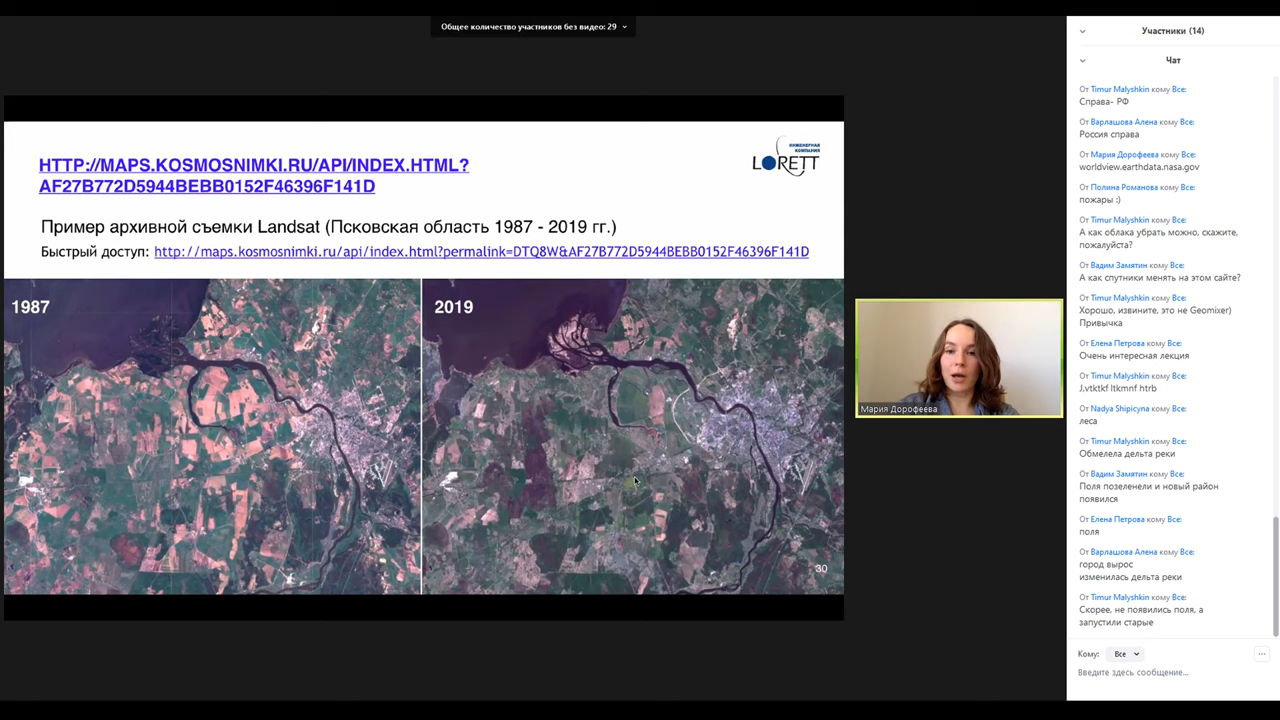 Общее количество участников без видео: 29
Участники (14)
Чат
HTTP://MAPS.KOSMOSNIMKI.RU/API/INDEX.HTML?
AF27B772D5944BEBB0152F46396F141D
ИНЖЕНЕРНАЯ
КОМПАНИЯ
LORETT
Пример архивной съемки Landsat (Псковская область 1987 - 2019 гг.)
Быстрый доступ: http://maps.kosmosnimki.ru/api/index.html?permalink=DTQ8W&AF27B772D5944BEBB0152F46396F141D
1987
2019
30
Мария Дорофеева
От Timur Malyshkin кому Все:
Справа- РФ
От Варлашова Алена кому Все:
Россия справа
От Мария Дорофеева кому Все:
worldview.earthdata.nasa.gov
От Полина Романова кому Все:
пожары :)
От Timur Malyshkin кому Все:
А как облака убрать можно, скажите,
пожалуйста?
От Вадим Замятин кому Все:
А как спутники менять на этом сайте?
От Timur Malyshkin кому Все:
Хорошо, извините, это не Geomixer)
Привычка
От Елена Петрова кому Все:
Очень интересная лекция
От Timur Malyshkin кому Все:
J,vtktkf ltkmnf htrb
От Nadya Shipicyna кому Все:
леса
От Timur Malyshkin кому Все:
Обмелела дельта реки
От Вадим Замятин кому Все:
Поля позеленели и новый район
появился
От Елена Петрова кому Все:
поля
От Варлашова Алена кому Все:
город вырос
изменилась дельта реки
От Timur Malyshkin кому Все:
Скорее, не появились поля, а
запустили старые
Кому: Все
Введите здесь сообщение...